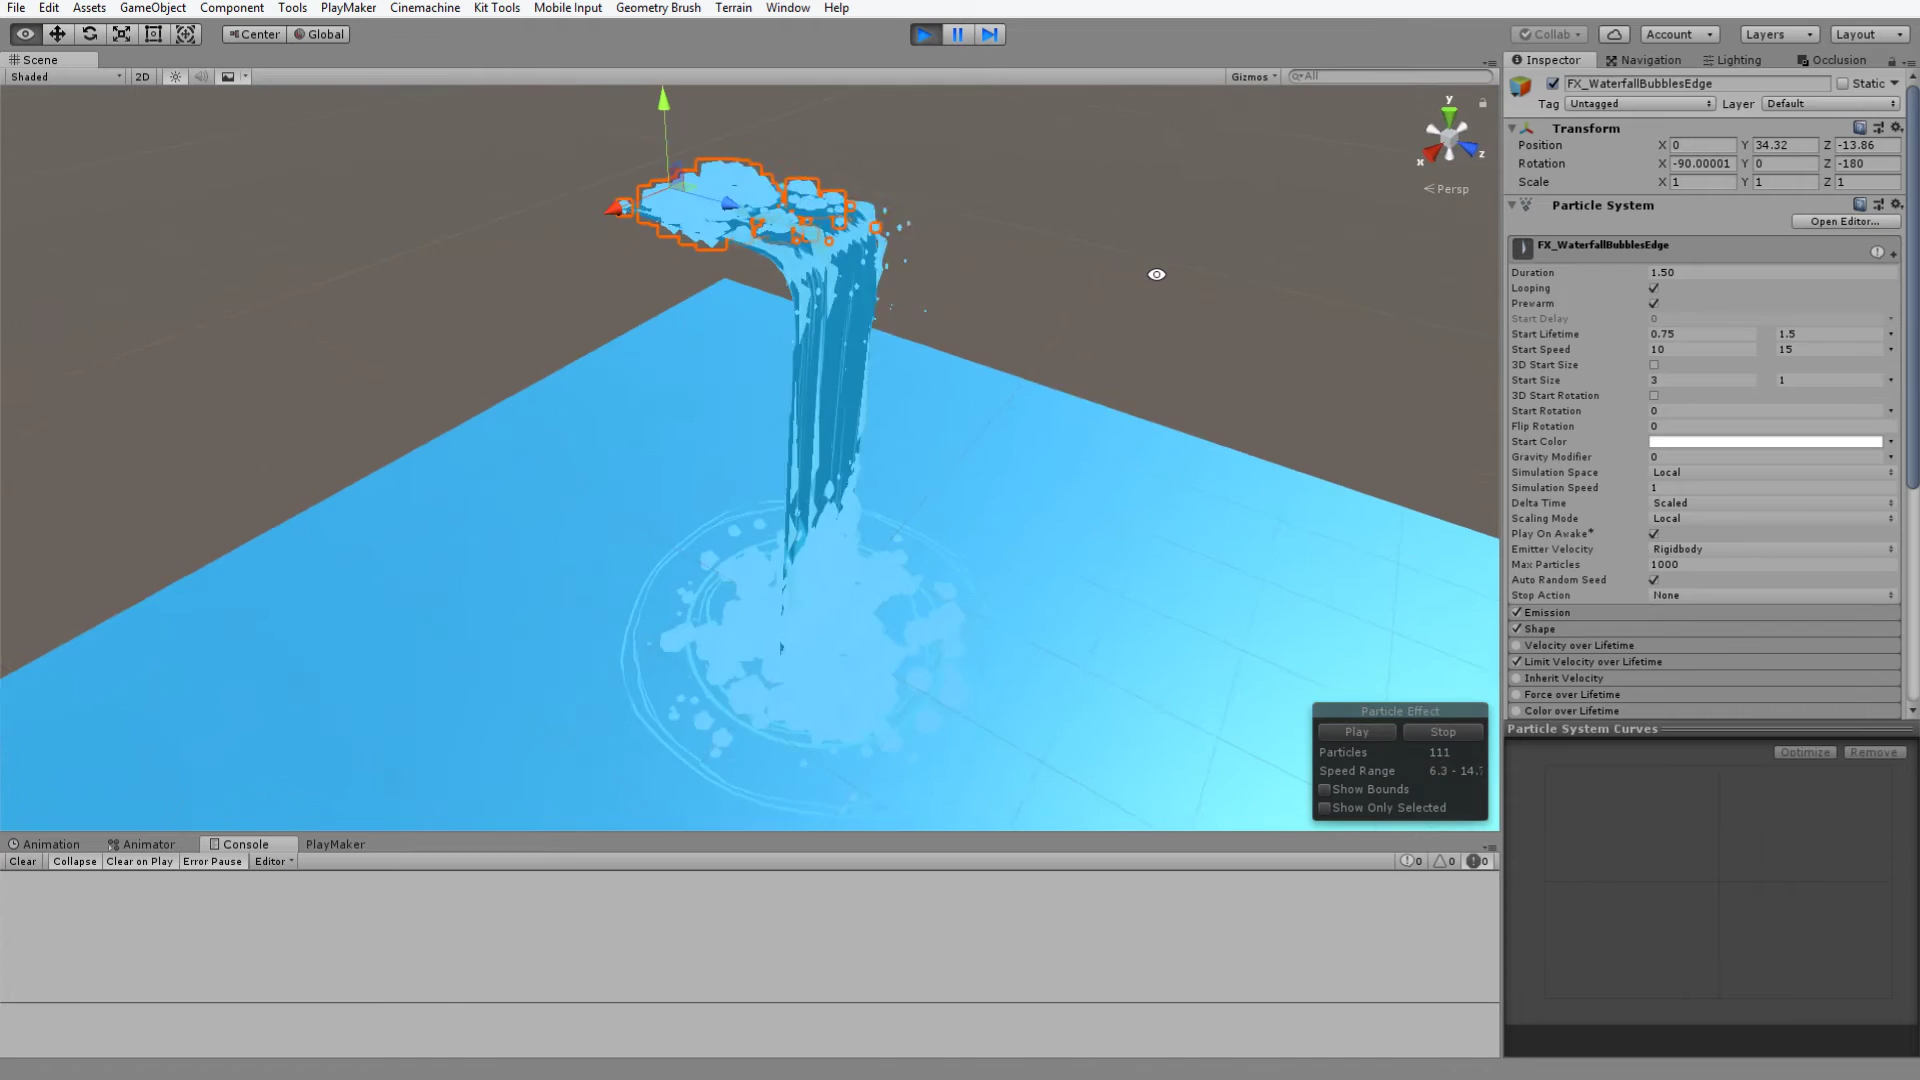 File Edit Assets GameObject Component Tools PlayMaker Cinemachine Kit Tools Mobile Input Geometry Brush Terrain Window Help
Center Global Collab Account Layers Layout
Scene Inspector Navigation Lighting Occlusion
Shaded 2D Gizmos All
FX_WaterfallBubblesEdge Static
Tag Untagged Layer Default
Transform
Position X 0 Y 34.32 Z -13.86
Rotation X -90.00001 Y 0 Z -180
Scale X 1 Y 1 Z 1
y
x
z
Persp
Particle System
Open Editor...
FX_WaterfallBubblesEdge
Duration 1.50
Looping
Prewarm
Start Delay 0
Start Lifetime 0.75 1.5
Start Speed 10 15
3D Start Size
Start Size 3 1
3D Start Rotation
Start Rotation 0
Flip Rotation 0
Start Color
Gravity Modifier 0
Simulation Space Local
Simulation Speed 1
Delta Time Scaled
Scaling Mode Local
Play On Awake*
Emitter Velocity Rigidbody
Max Particles 1000
Auto Random Seed
Stop Action None
Emission
Shape
Velocity over Lifetime
Limit Velocity over Lifetime
Inherit Velocity
Force over Lifetime
Color over Lifetime
Particle Effect
Play Stop
Particles 111
Speed Range 6.3 - 14.
Show Bounds
Show Only Selected
Particle System Curves
Optimize Remove
Animation Animator Console PlayMaker
Clear Collapse Clear on Play Error Pause Editor 0 0 0